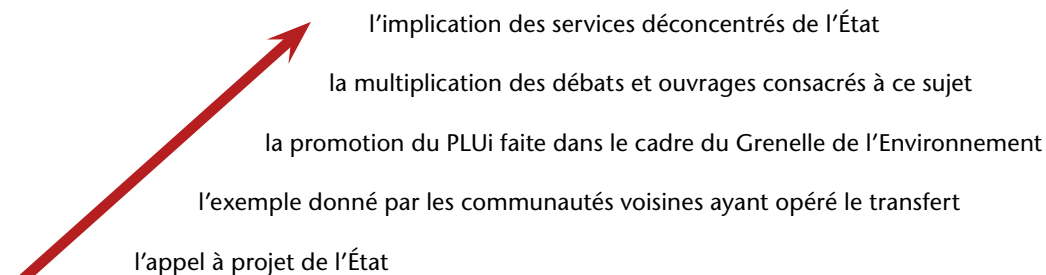 l’implication des services déconcentrés de l’État
la multiplication des débats et ouvrages consacrés à ce sujet
la promotion du PLUi faite dans le cadre du Grenelle de l’Environnement
l’exemple donné par les communautés voisines ayant opéré le transfert
l’appel à projet de l’État